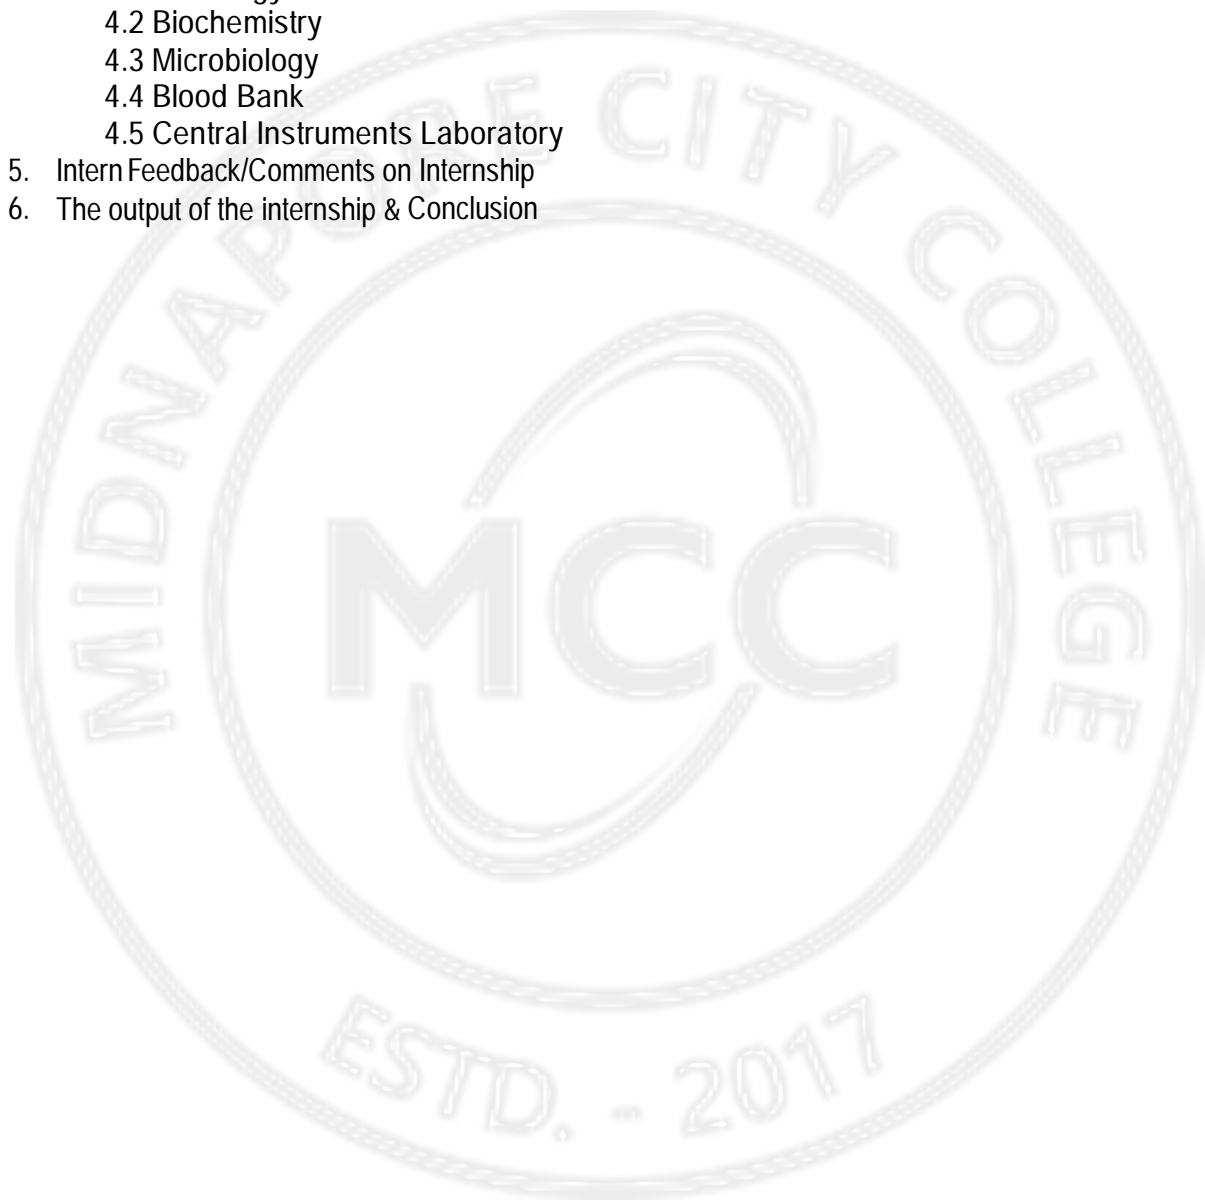 4.2 Biochemistry
4.3 Microbiology
4.4 Blood Bank
4.5 Central Instruments Laboratory
5. Intern Feedback/Comments on Internship
6. The output of the internship & Conclusion
MIDNAPORE CITY COLLEGE
MCC
ESTD. - 2017